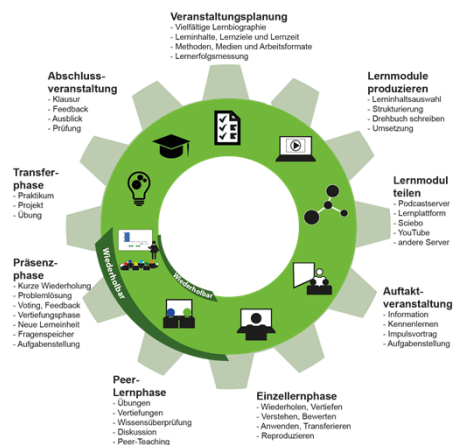 Veranstaltungsplanung
- Vielfältige Lernbiographie
- Lerninhalte, Lernziele und Lernzeit
- Methoden, Medien und Arbeitsformate
- Lernerfolgsmessung
Lernmodule
produzieren
- Lerninhaltsauswahl
- Strukturierung
- Drehbuch schreiben
- Umsetzung
Lernmodul
teilen
- Podcastserver
- Lernplattform
- Sciebo
- YouTube
- andere Server
Auftakt-
veranstaltung
- Information
- Kennenlernen
- Impulsvortrag
- Aufgabenstellung
Einzellernphase
- Wiederholen, Vertiefen
- Verstehen, Bewerten
- Anwenden, Transferieren
- Reproduzieren
Peer-
Lernphase
- Übungen
- Vertiefungen
- Wissensüberprüfung
- Diskussion
- Peer-Teaching
Präsenz-
phase
- Kurze Wiederholung
- Problemlösung
- Voting, Feedback
- Vertiefungsphase
- Neue Lerneinheit
- Fragenspeicher
- Aufgabenstellung
Transfer-
phase
- Praktikum
- Projekt
- Übung
Abschluss-
veranstaltung
- Klausur
- Feedback
- Ausblick
- Prüfung
Wiederholbar
Wiederholbar